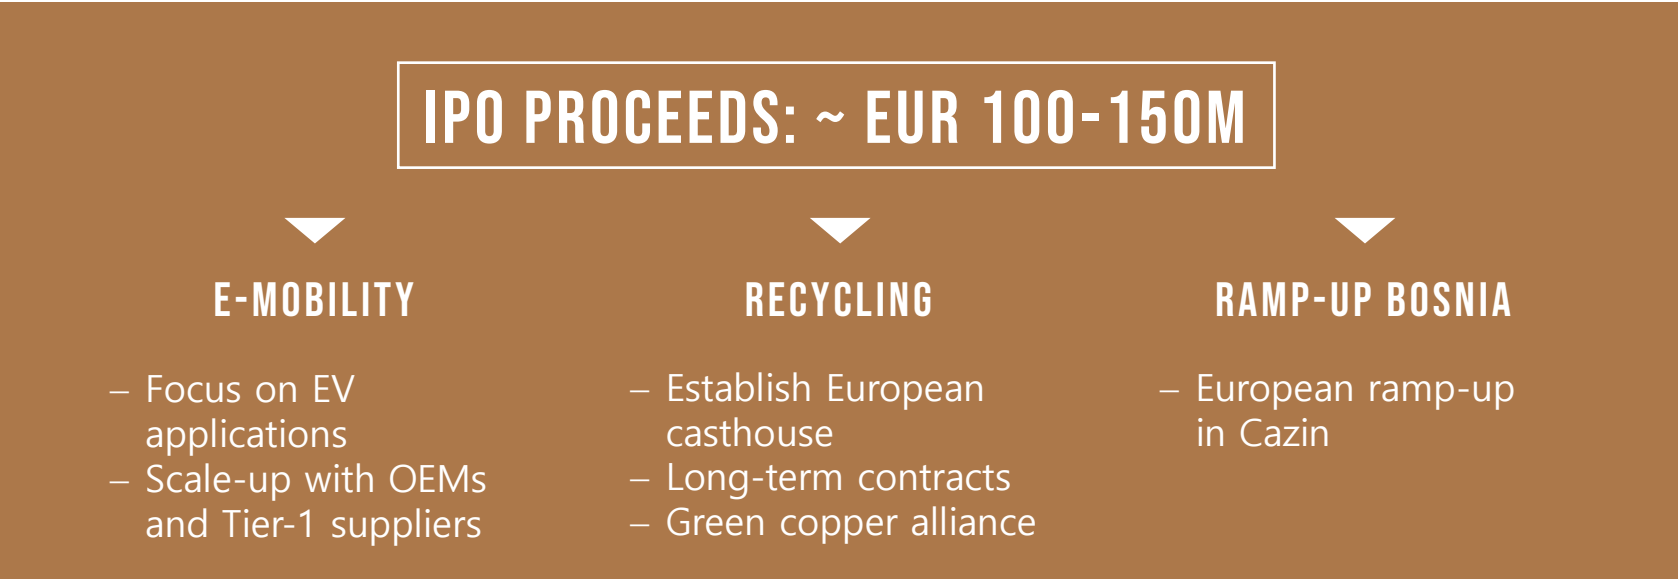 IPO PROCEEDS: ~ EUR 100-150M
E-MOBILITY
– Focus on EV
applications
– Scale-up with OEMs
and Tier-1 suppliers
RECYCLING
– Establish European
casthouse
– Long-term contracts
– Green copper alliance
RAMP-UP BOSNIA
– European ramp-up
in Cazin